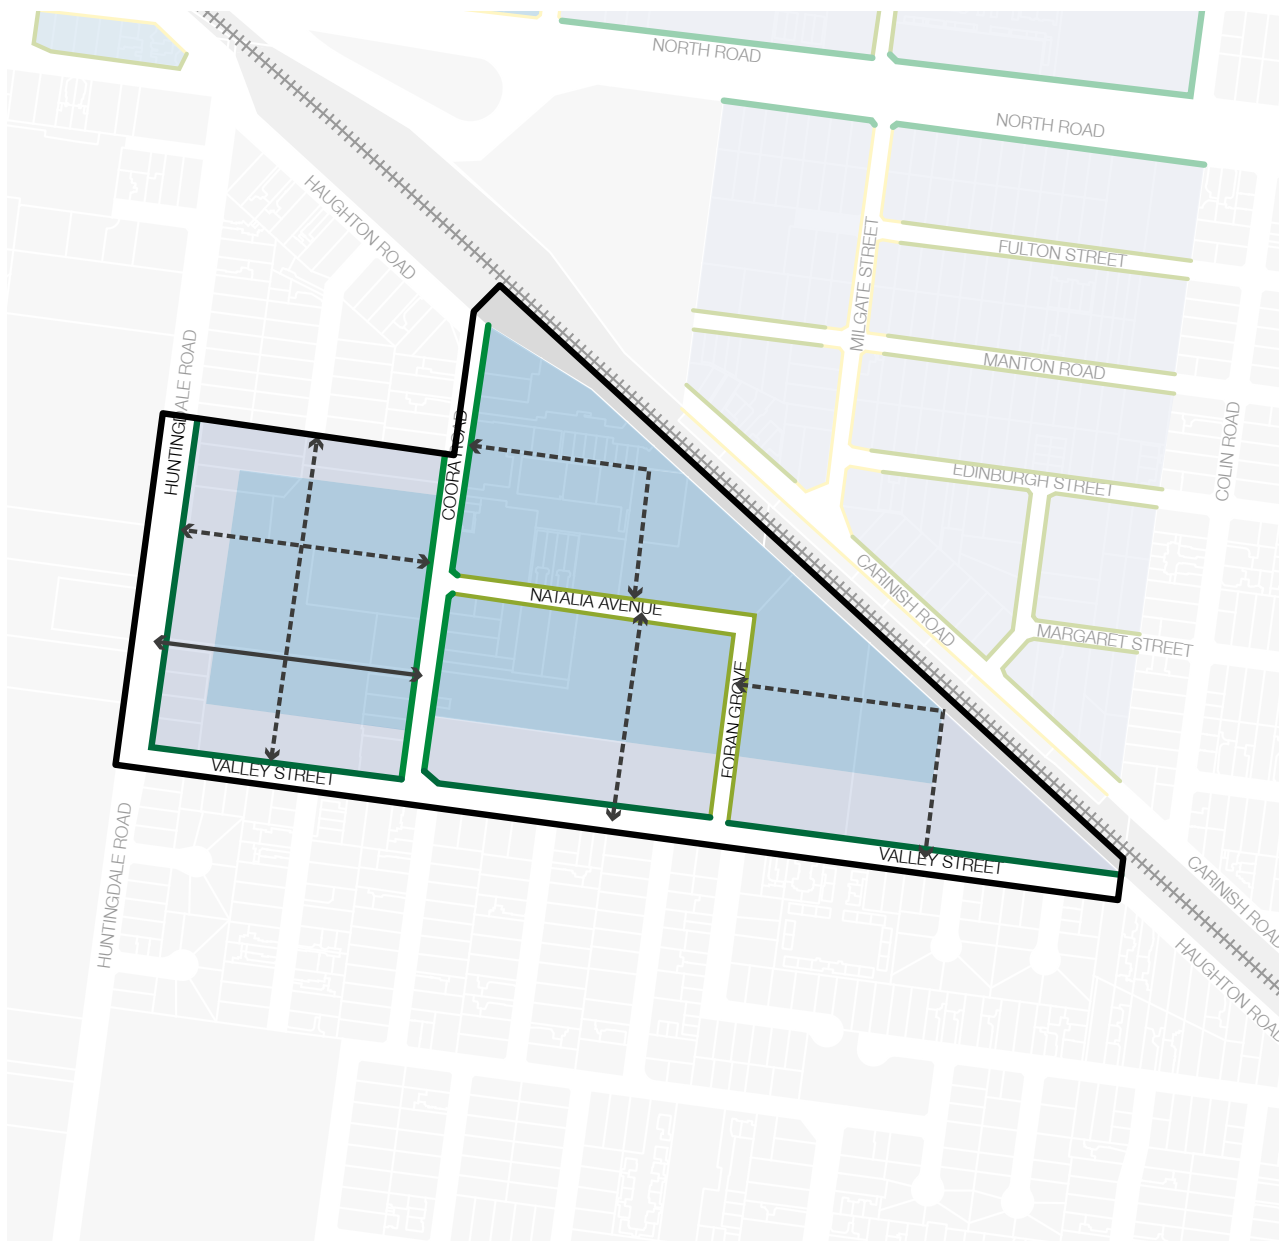 NORTH ROAD
NORTH ROAD
HAUGHTON ROAD
MILGATE STREET
FULTON STREET
HUNTINGDALE ROAD
MANTON ROAD
COLIN ROAD
COORA ROAD
EDINBURGH STREET
CARINISH ROAD
NATALIA AVENUE
MARGARET STREET
FORAN GROVE
VALLEY STREET
VALLEY STREET
HUNTINGDALE ROAD
CARINISH ROAD
HAUGHTON ROAD